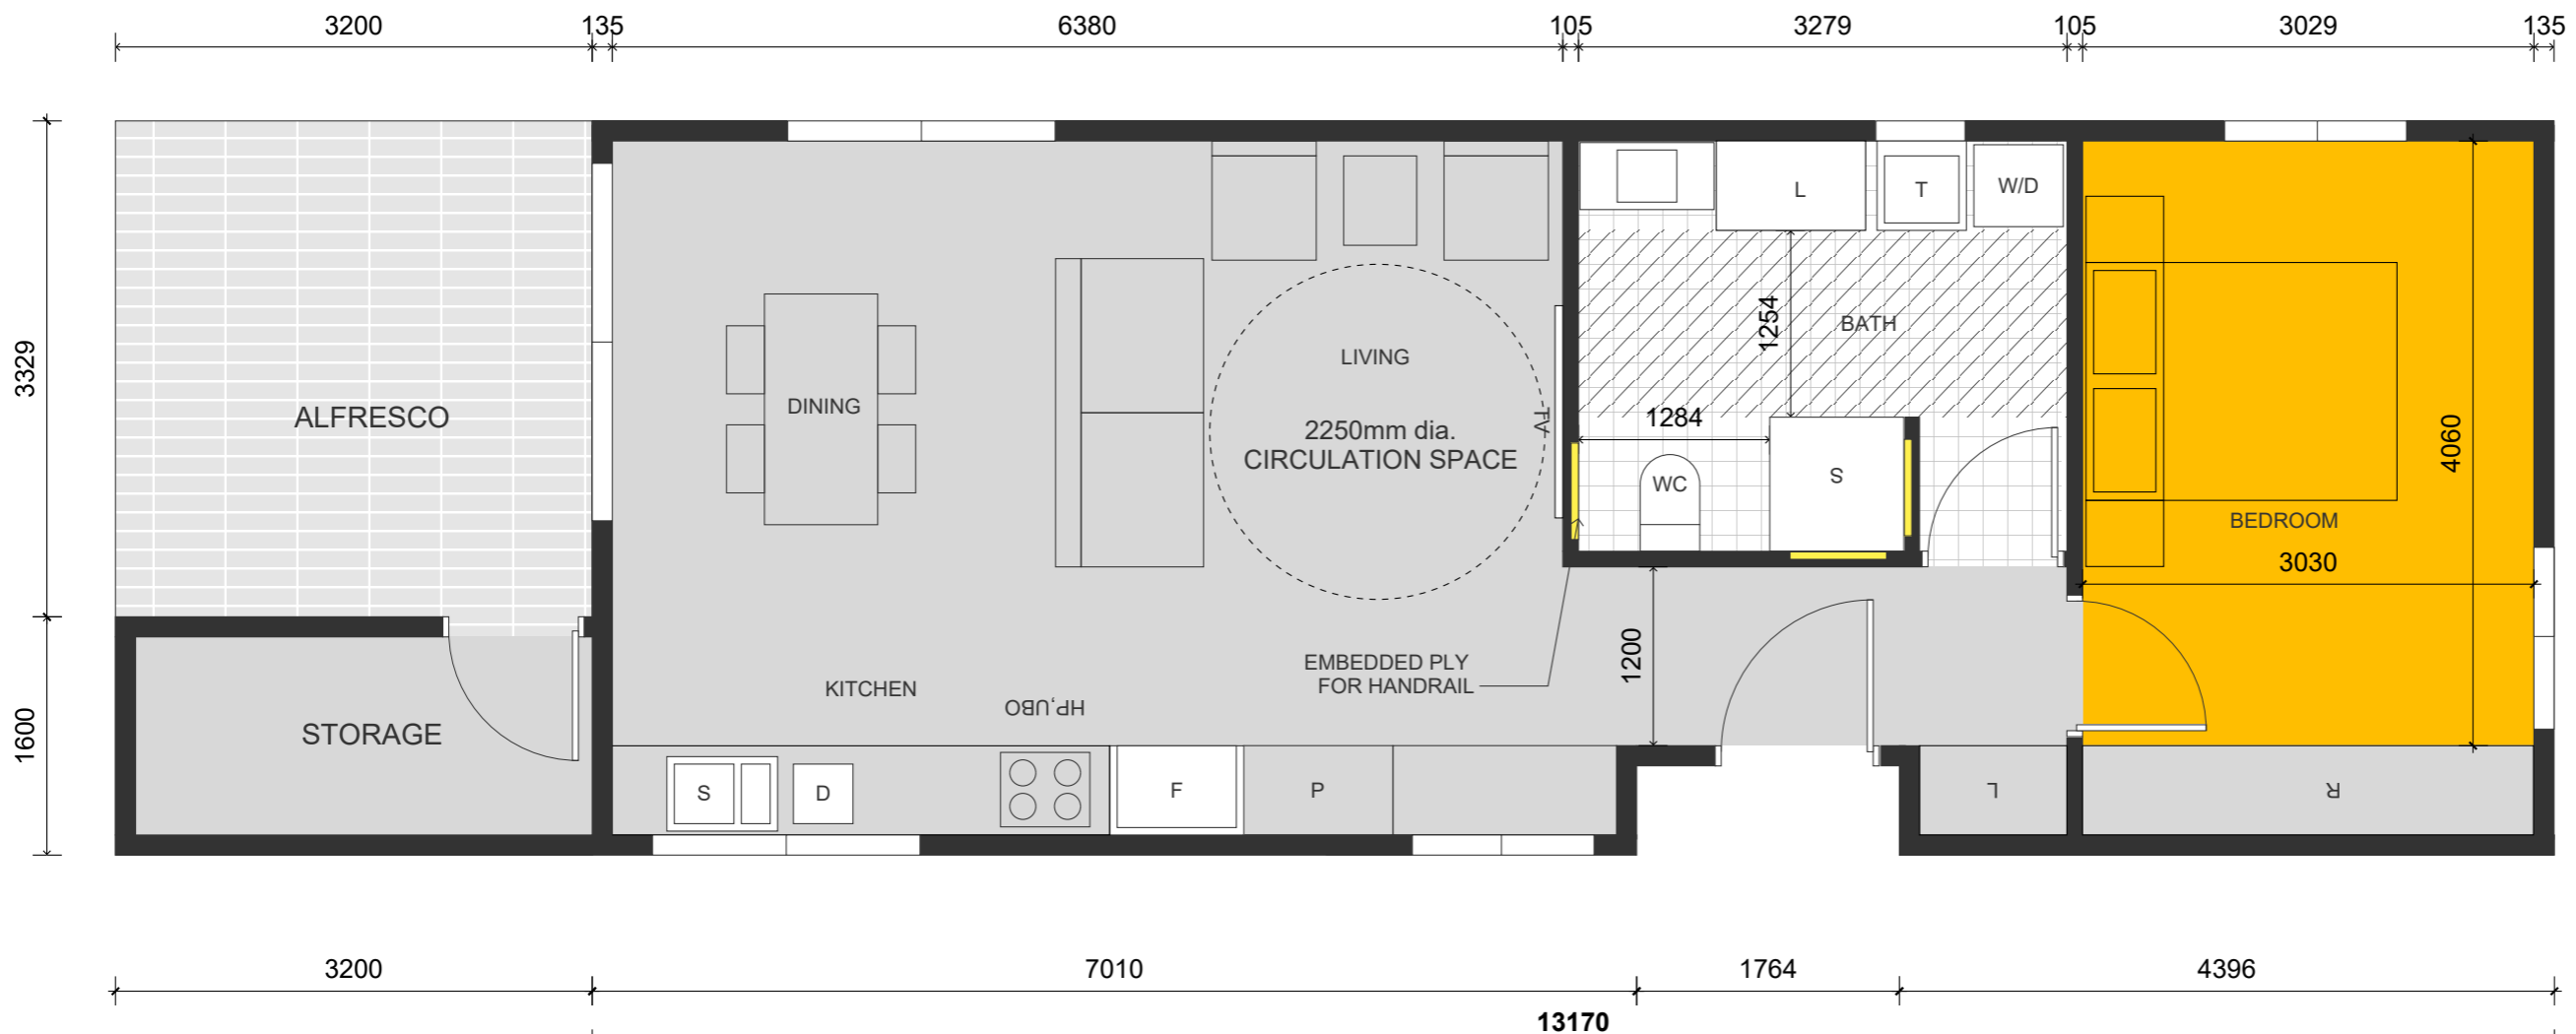 3200
135
6380
105
3279
105
3029
135
3329
1600
ALFRESCO
STORAGE
DINING
LIVING
2250mm dia.
CIRCULATION SPACE
TV
KITCHEN
HP,UBO
EMBEDDED PLY
FOR HANDRAIL
S
D
F
P
L
T
W/D
BATH
1254
1284
WC
S
1200
BEDROOM
3030
4060
L
R
3200
7010
1764
4396
13170